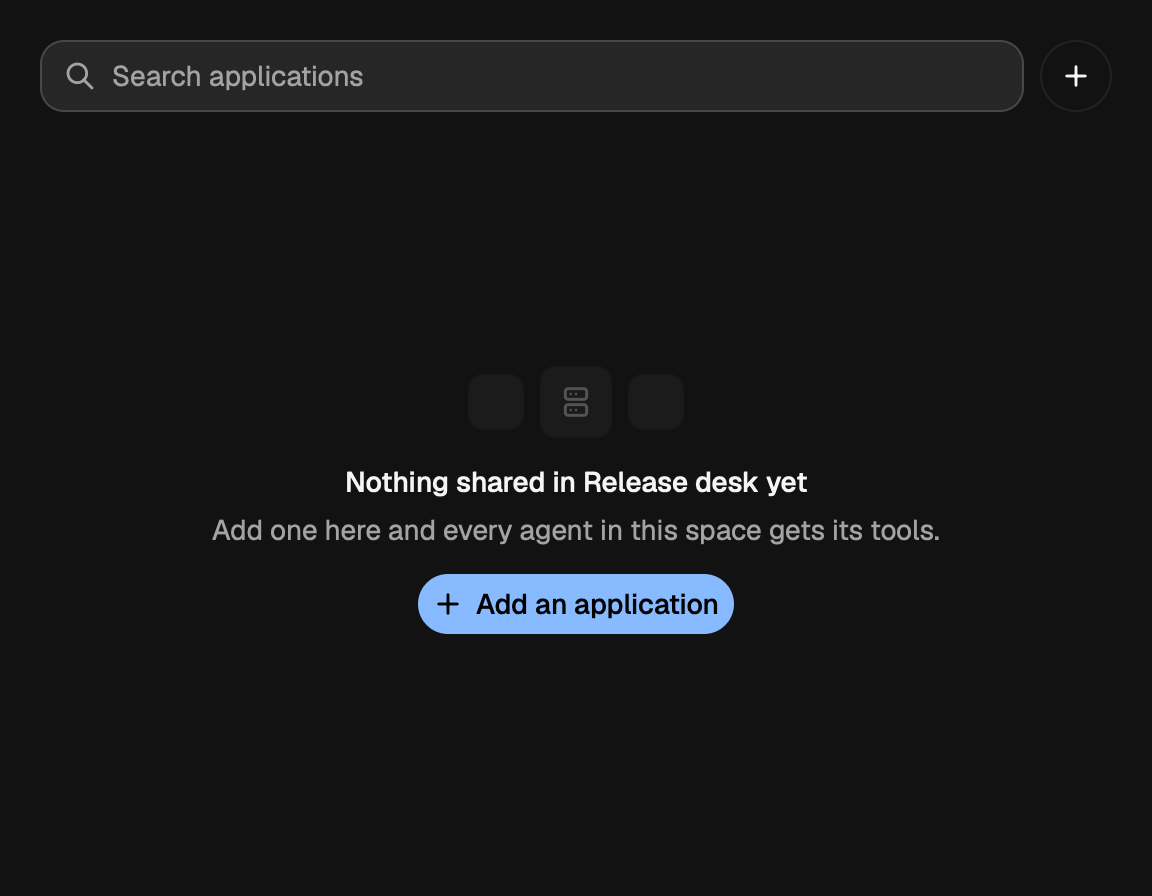 Search applications
Nothing shared in Release desk yet
Add one here and every agent in this space gets its tools.
Add an application